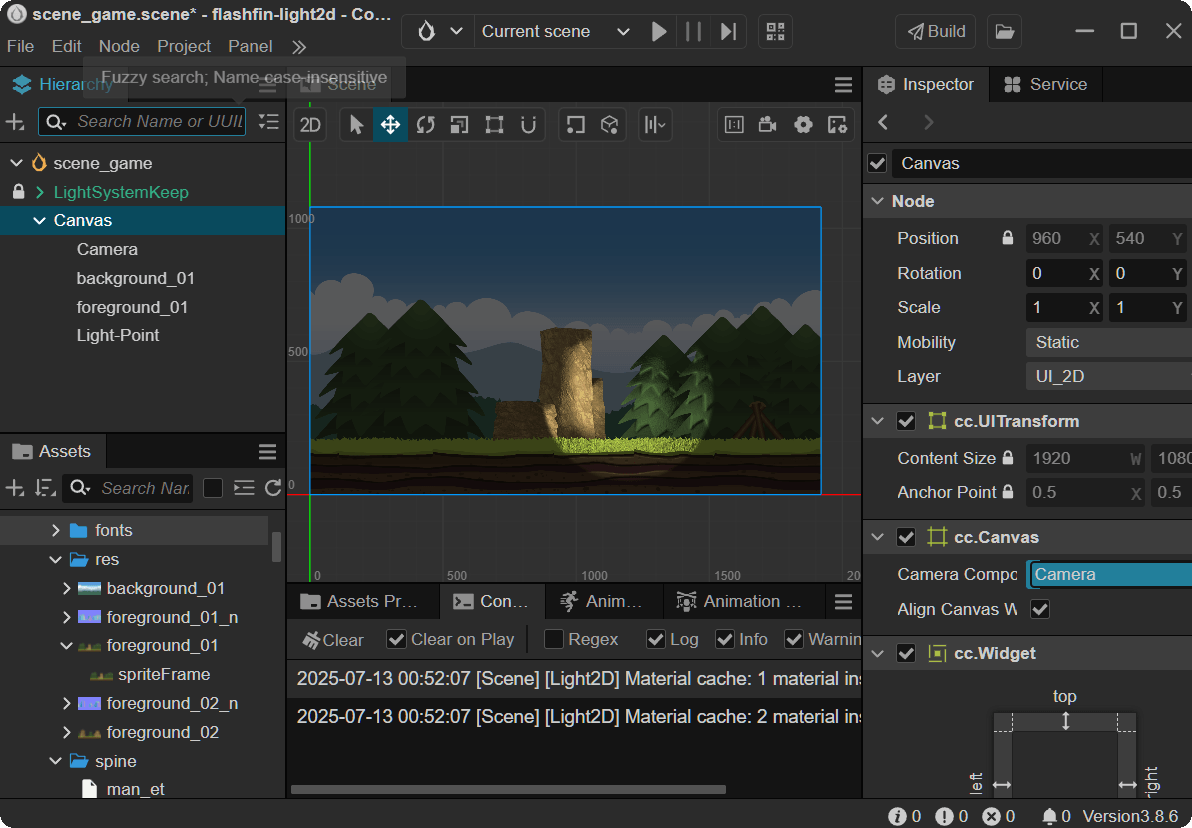 scene_game.scene* - flashfin-light2d - Co...
File Edit Node Project Panel
Current scene
Build
Hierarchy
Fuzzy search; Name case-insensitive
Scene
Inspector
Service
Search Name or UUID
2D
scene_game
LightSystemKeep
Canvas
Camera
background_01
foreground_01
Light-Point
1000
500
0
0
500
1000
1500
20
Canvas
Node
Position 960 X 540 Y
Rotation 0 X 0 Y
Scale 1 X 1 Y
Mobility Static
Layer UI_2D
cc.UITransform
Content Size 1920 W 1080
Anchor Point 0.5 X 0.5
cc.Canvas
Camera Compo Camera
Align Canvas W
cc.Widget
top
left
right
Assets
Search Nar
fonts
res
background_01
foreground_01_n
foreground_01
spriteFrame
foreground_02_n
foreground_02
spine
man_et
Assets Pr...
Con...
Anim...
Animation ...
Clear
Clear on Play
Regex
Log
Info
Warnin
2025-07-13 00:52:07 [Scene] [Light2D] Material cache: 1 material ins
2025-07-13 00:52:07 [Scene] [Light2D] Material cache: 2 material ins
0 0 0 0 Version3.8.6